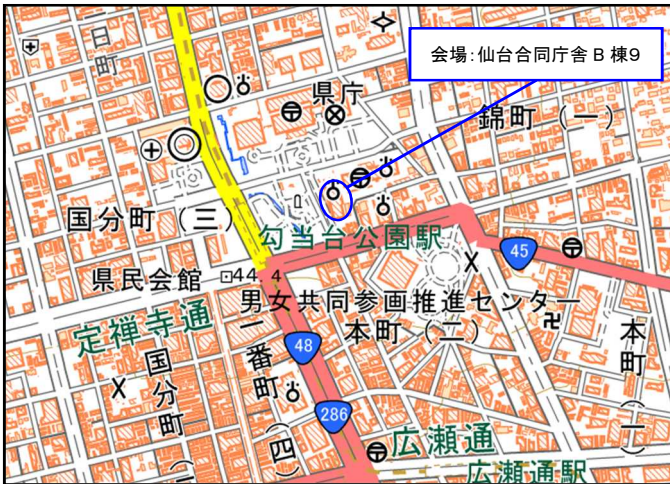 会場:仙台合同庁舎 B 棟9
日町
県庁
錦町(一)
国分町(三)
勾当台公園駅
45
県民会館
44.4
男女共同参画推進センター
定禅寺通
本町(二)
48
一番町(四)
国分町(
本町(一)
286
広瀬通
広瀬通駅